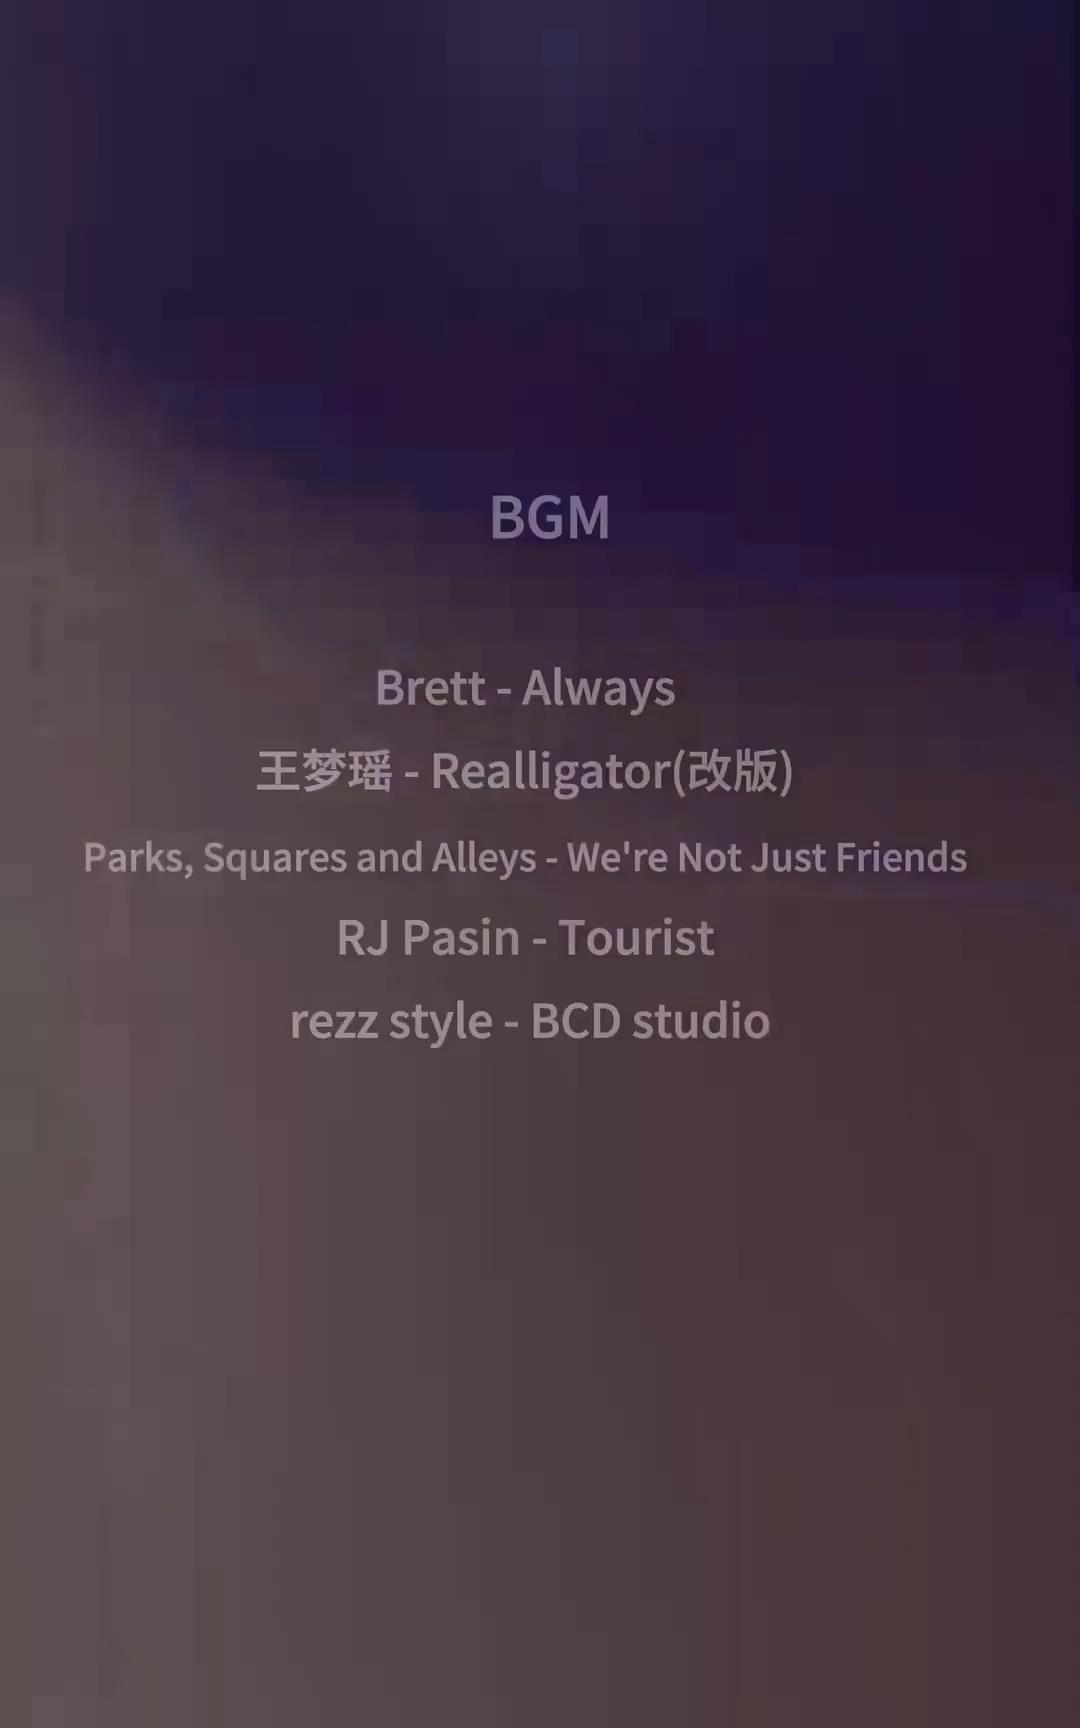 BGM
Brett - Always
王梦瑶 - Realligator(改版)
Parks, Squares and Alleys - We're Not Just Friends
RJ Pasin - Tourist
rezz style - BCD studio